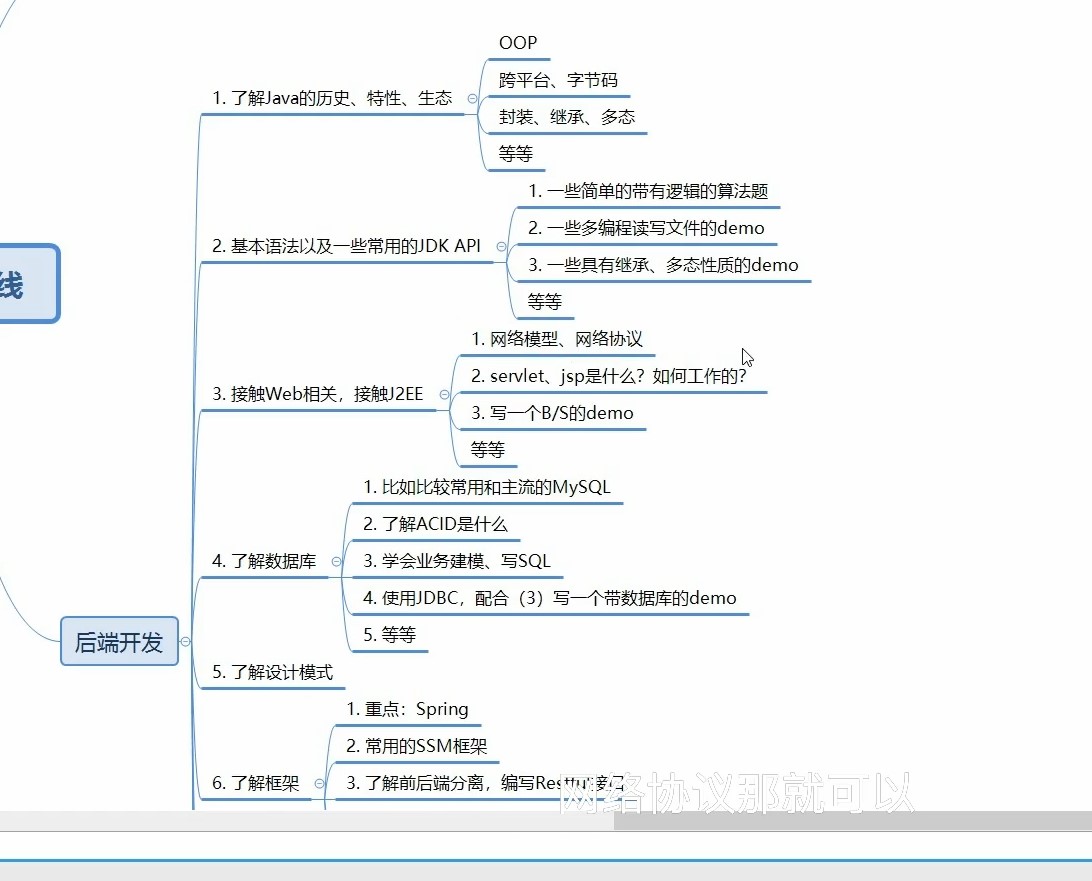 OOP
跨平台、字节码
1. 了解Java的历史、特性、生态
封装、继承、多态
等等
1. 一些简单的带有逻辑的算法题
2. 一些多编程读写文件的demo
2. 基本语法以及一些常用的JDK API
3. 一些具有继承、多态性质的demo
等等
线
1. 网络模型、网络协议
2. servlet、jsp是什么？如何工作的？
3. 接触Web相关，接触J2EE
3. 写一个B/S的demo
等等
1. 比如比较常用和主流的MySQL
2. 了解ACID是什么
4. 了解数据库
3. 学会业务建模、写SQL
4. 使用JDBC，配合（3）写一个带数据库的demo
5. 等等
后端开发
5. 了解设计模式
1. 重点：Spring
2. 常用的SSM框架
6. 了解框架
3. 了解前后端分离，编写Restful接口
网络协议那就可以